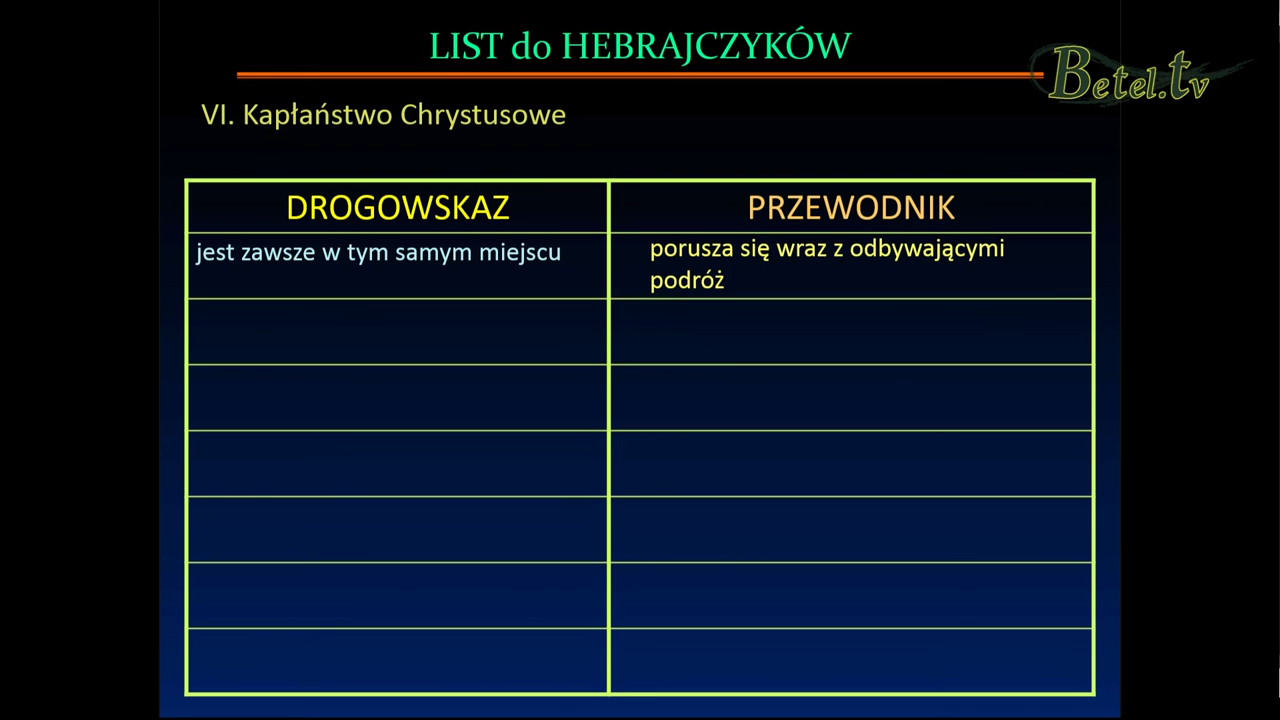 LIST do HEBRAJCZYKÓW
Betel.tv
VI. Kapłaństwo Chrystusowe
DROGOWSKAZ
PRZEWODNIK
jest zawsze w tym samym miejscu
porusza się wraz z odbywającymi
podróż